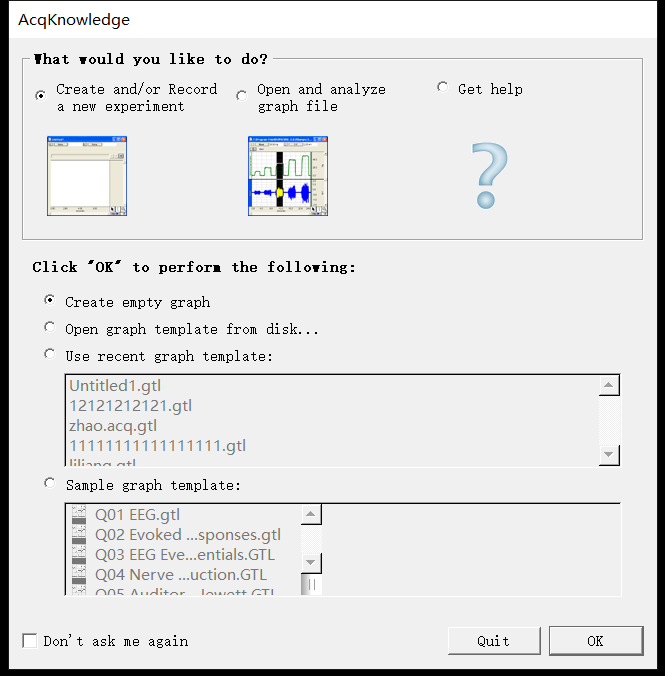 AcqKnowledge
What would you like to do?
Create and/or Record
a new experiment
Open and analyze
graph file
Get help
Click "OK" to perform the following:
Create empty graph
Open graph template from disk...
Use recent graph template:
Untitled1.gtl
12121212121.gtl
zhao.acq.gtl
11111111111111111.gtl
liliang.gtl
Sample graph template:
Q01 EEG.gtl
Q02 Evoked ...sponses.gtl
Q03 EEG Eve...entials.GTL
Q04 Nerve ...uction.GTL
Q05 Auditor...Jewett.GTL
Don't ask me again
Quit
OK